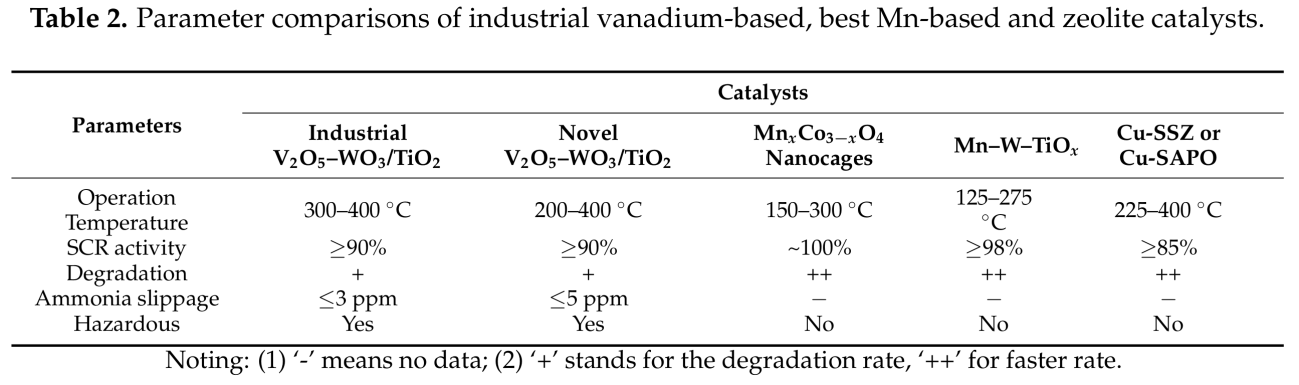 Table 2. Parameter comparisons of industrial vanadium-based, best Mn-based and zeolite catalysts.
Parameters
Catalysts
Industrial V₂O₅–WO₃/TiO₂
Novel V₂O₅–WO₃/TiO₂
MnₓCo₃₋ₓO₄ Nanocages
Mn–W–TiOₓ
Cu-SSZ or Cu-SAPO
Operation Temperature 300–400 °C 200–400 °C 150–300 °C 125–275 °C 225–400 °C
SCR activity ≥90% ≥90% ~100% ≥98% ≥85%
Degradation + + ++ ++ ++
Ammonia slippage ≤3 ppm ≤5 ppm − − −
Hazardous Yes Yes No No No
Noting: (1) ‘-’ means no data; (2) ‘+’ stands for the degradation rate, ‘++’ for faster rate.